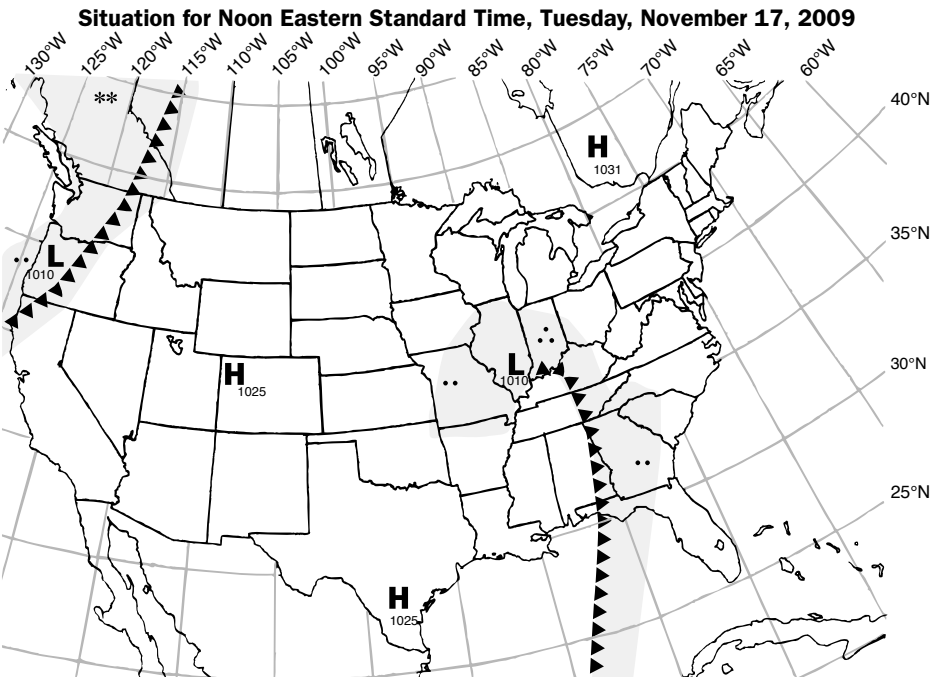 Situation for Noon Eastern Standard Time, Tuesday, November 17, 2009
130°W 125°W 120°W 115°W 110°W 105°W 100°W 95°W 90°W 85°W 80°W 75°W 70°W 65°W 60°W
40°N
**
H
1031
35°N
L
1010
30°N
L
1010
H
1025
25°N
H
1025